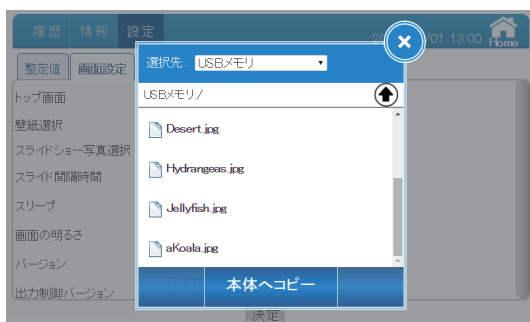 履歴 情報 設定
20 /01 13:00 Home
整定値 画面設定
選択先: USBメモリ
トップ画面
USBメモリ:/
壁紙選択
Desert.jpg
スライドショー写真選択
Hydrangeas.jpg
スライド間隔時間
スリープ
Jellyfish.jpg
画面の明るさ
aKoala.jpg
バージョン
本体へコピー
出力制御バージョン
決定